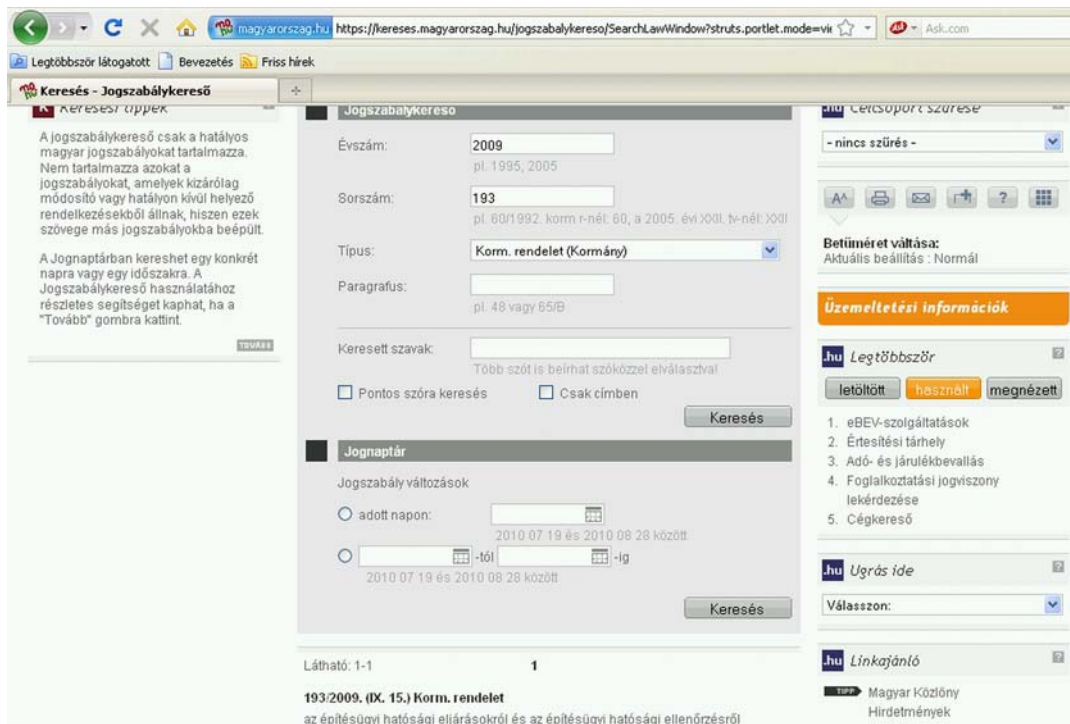 magyarorszag.hu https://kereses.magyarorszag.hu/jogszabalykereso/SearchLawWindow?struts.portlet.mode=vie
Ask.com
Legtöbbször látogatott Bevezetés Friss hírek
Keresés - Jogszabálykereső
Keresési tippek
A jogszabálykereső csak a hatályos
magyar jogszabályokat tartalmazza.
Nem tartalmazza azokat a
jogszabályokat, amelyek kizárólag
módosító vagy hatályon kívül helyező
rendelkezésekből állnak, hiszen ezek
szövege más jogszabályokba beépült.
A Jognaptárban kereshet egy konkrét
napra vagy egy időszakra. A
Jogszabálykereső használatához
részletes segítséget kaphat, ha a
"Tovább" gombra kattint.
TOVÁBB
Jogszabálykereső
Évszám: 2009
pl. 1995, 2005
Sorszám: 193
pl. 60/1992. korm r-nél: 60, a 2005. évi XXII. tv-nél: XXII
Típus: Korm. rendelet (Kormány)
Paragrafus:
pl. 48 vagy 65/B
Keresett szavak:
Több szót is beírhat szóközzel elválasztva!
Pontos szóra keresés Csak címben
Keresés
Jognaptár
Jogszabály változások
adott napon:
2010 07 19 és 2010 08 28 között
-tól -ig
2010 07 19 és 2010 08 28 között
Keresés
Látható: 1-1 1
193/2009. (IX. 15.) Korm. rendelet
az építésügyi hatósági eljárásokról és az építésügyi hatósági ellenőrzésről
.hu Célcsoport szűrése
- nincs szűrés -
Betűméret váltása:
Aktuális beállítás : Normál
Üzemeltetési információk
.hu Legtöbbször
letöltött használt megnézett
1. eBEV-szolgáltatások
2. Értesítési tárhely
3. Adó- és járulékbevallás
4. Foglalkoztatási jogviszony
lekérdezése
5. Cégkereső
.hu Ugrás ide
Válasszon:
.hu Linkajánló
TIPP Magyar Közlöny
Hirdetmények